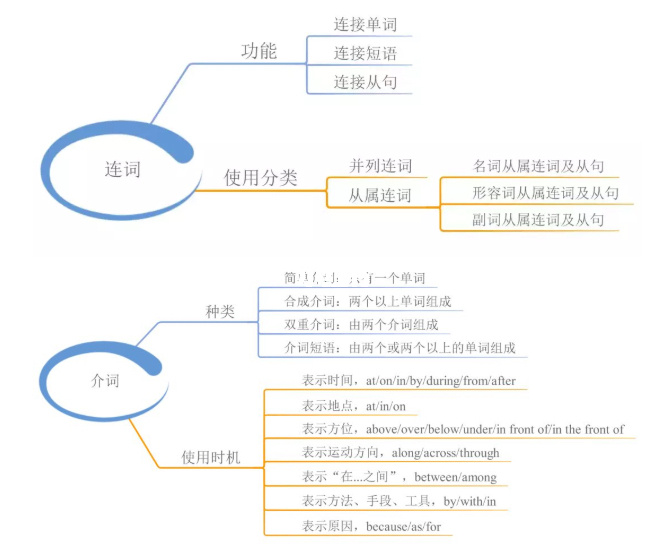 连接单词
功能
连接短语
连接从句
连词
使用分类
并列连词
从属连词
名词从属连词及从句
形容词从属连词及从句
副词从属连词及从句
有一个单词
种类
合成介词：两个以上单词组成
双重介词：由两个介词组成
介词短语：由两个或两个以上的单词组成
介词
使用时机
表示时间，at/on/in/by/during/from/after
表示地点，at/in/on
表示方位，above/over/below/under/in front of/in the front of
表示运动方向，along/across/through
表示“在...之间”，between/among
表示方法、手段、工具，by/with/in
表示原因，because/as/for